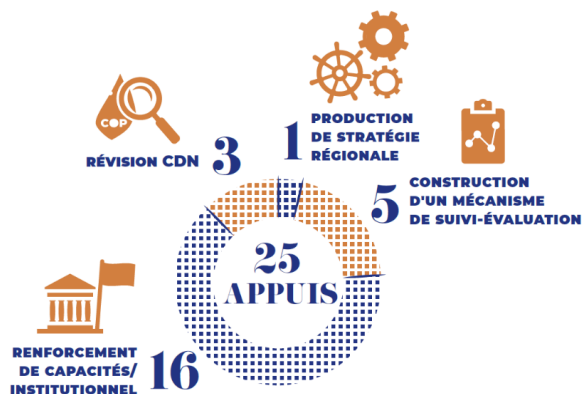 COP
RÉVISION CDN
3
1
PRODUCTION
DE STRATÉGIE
RÉGIONALE
5
CONSTRUCTION
D'UN MÉCANISME
DE SUIVI-ÉVALUATION
25
APPUIS
RENFORCEMENT
DE CAPACITÉS/
INSTITUTIONNEL
16